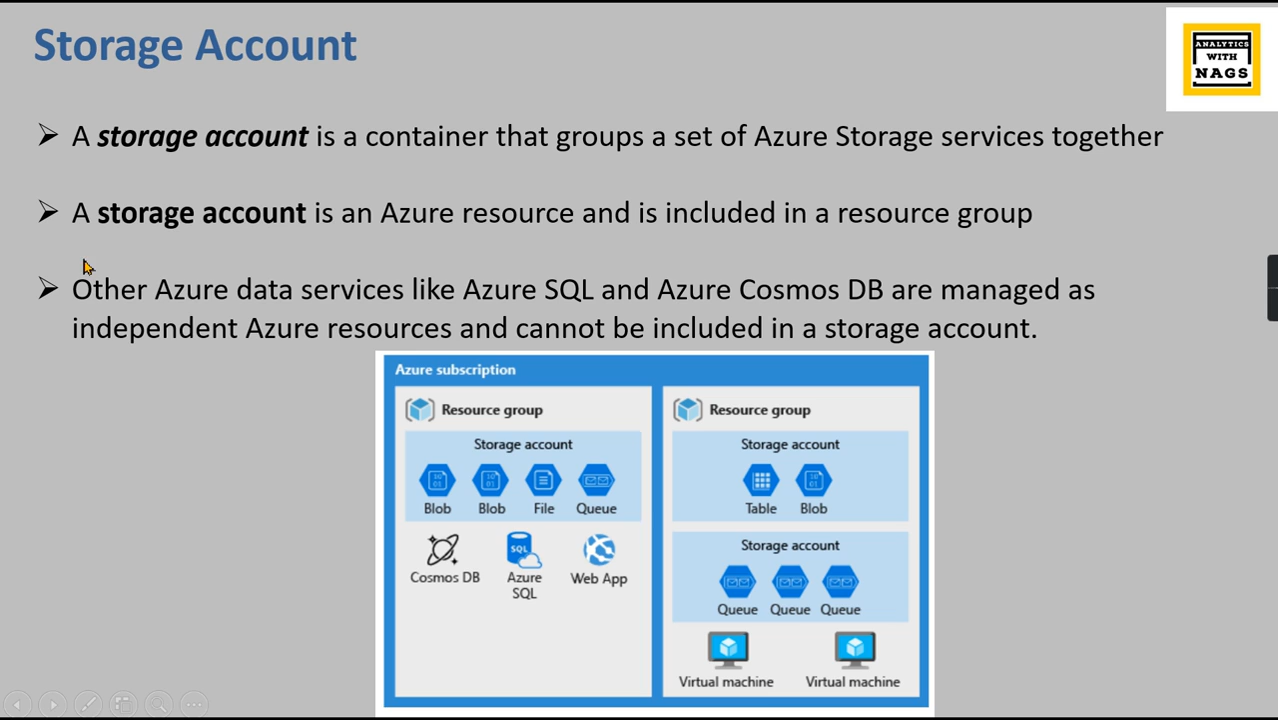 Storage Account
ANALYTICS
WITH
NAGS
A storage account is a container that groups a set of Azure Storage services together
A storage account is an Azure resource and is included in a resource group
Other Azure data services like Azure SQL and Azure Cosmos DB are managed as
independent Azure resources and cannot be included in a storage account.
Azure subscription
Resource group
Storage account
Blob Blob File Queue
Cosmos DB
SQL
Azure
SQL
Web App
Resource group
Storage account
Table Blob
Storage account
Queue Queue Queue
Virtual machine Virtual machine